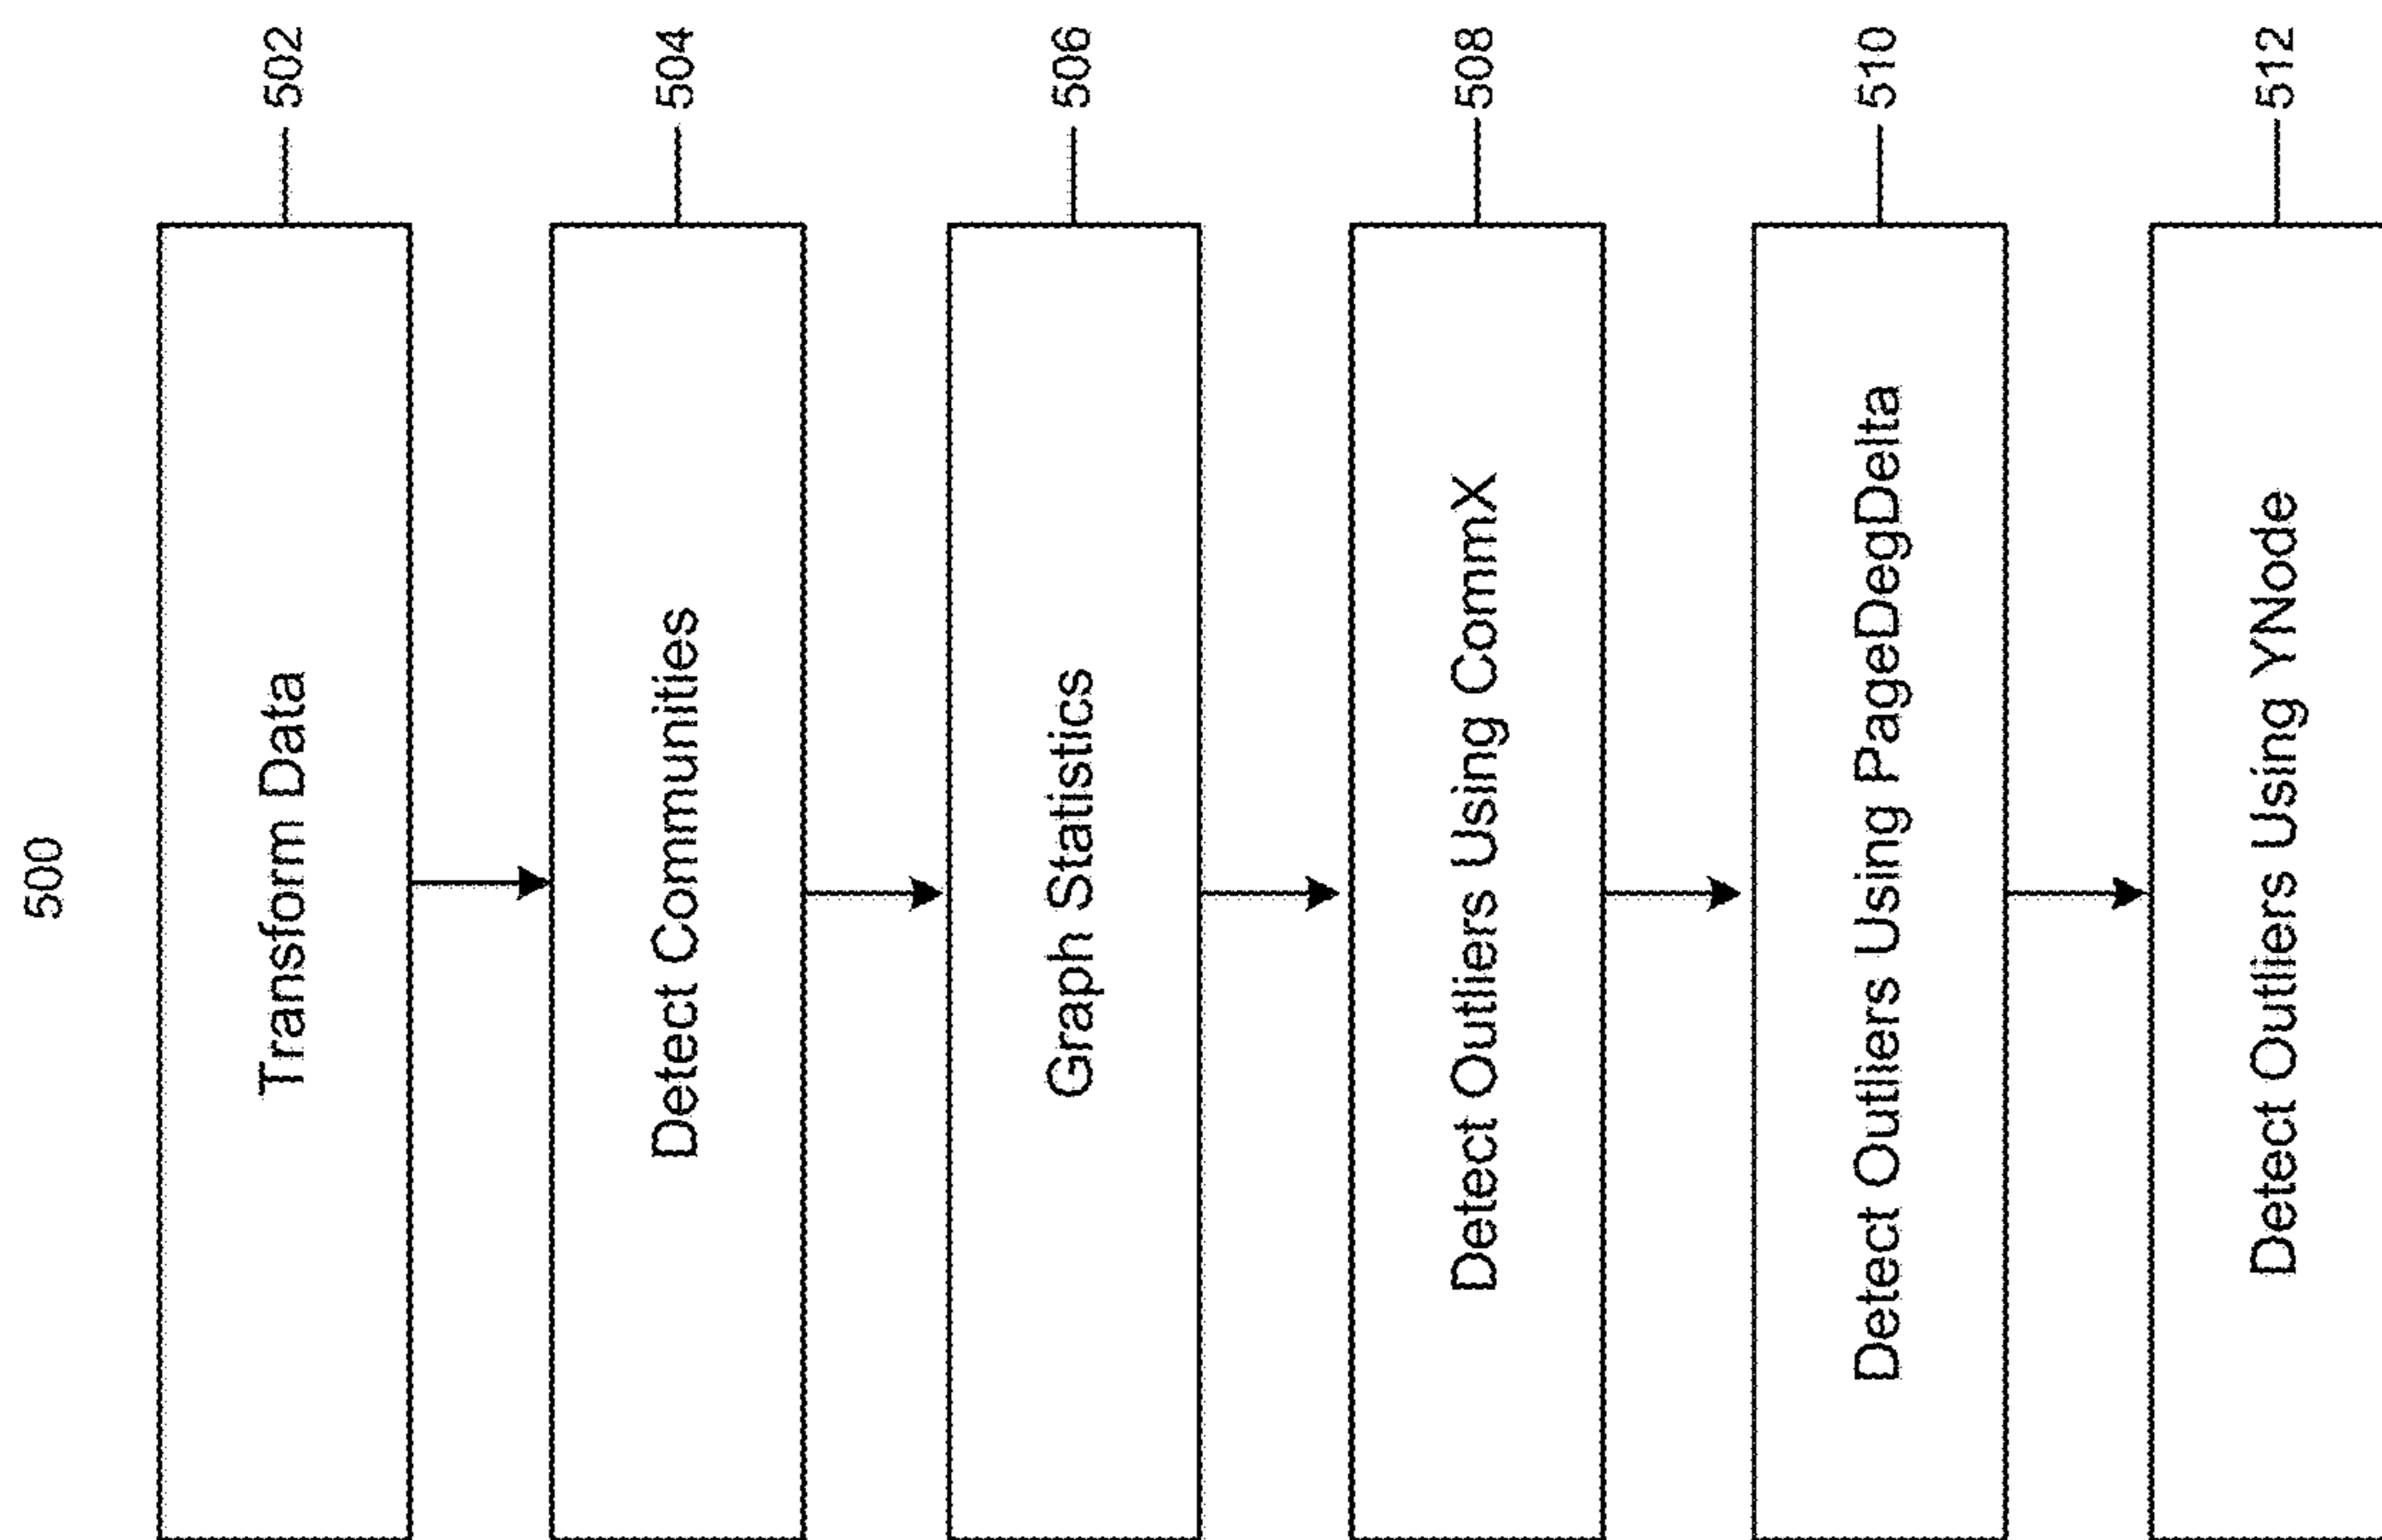 500
Transform Data
502
Detect Communities
504
Graph Statistics
506
Detect Outliers Using CommX
508
Detect Outliers Using PageDegDelta
510
Detect Outliers Using YNode
512